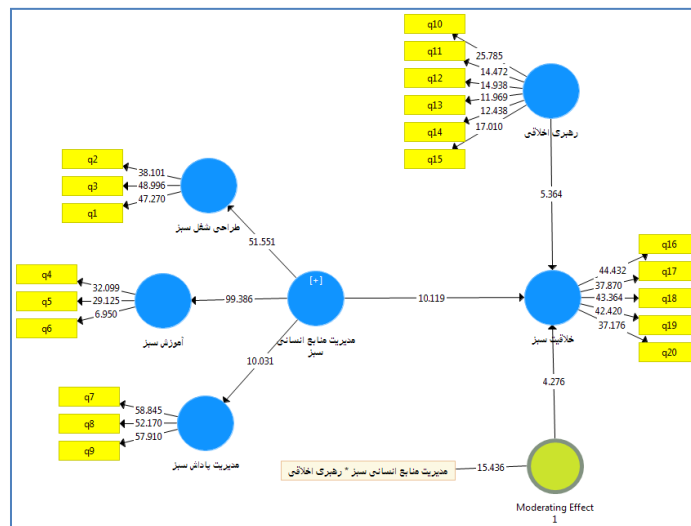 q10
q11
q12
q13
q14
q15
25.785
14.472
14.938
11.969
12.438
17.010
رهبری اخلاقی
q2
q3
q1
38.101
48.996
47.270
طراحی شغل سبز
51.551
5.364
q4
q5
q6
32.099
29.125
6.950
آموزش سبز
99.386
[+]
مدیریت منابع انسانی
سبز
10.119
q16
q17
q18
q19
q20
44.432
37.870
43.364
42.420
37.176
خلاقیت سبز
10.031
4.276
q7
q8
q9
58.845
52.170
57.910
مدیریت پاداش سبز
مدیریت منابع انسانی سبز * رهبری اخلاقی
15.436
Moderating Effect
1